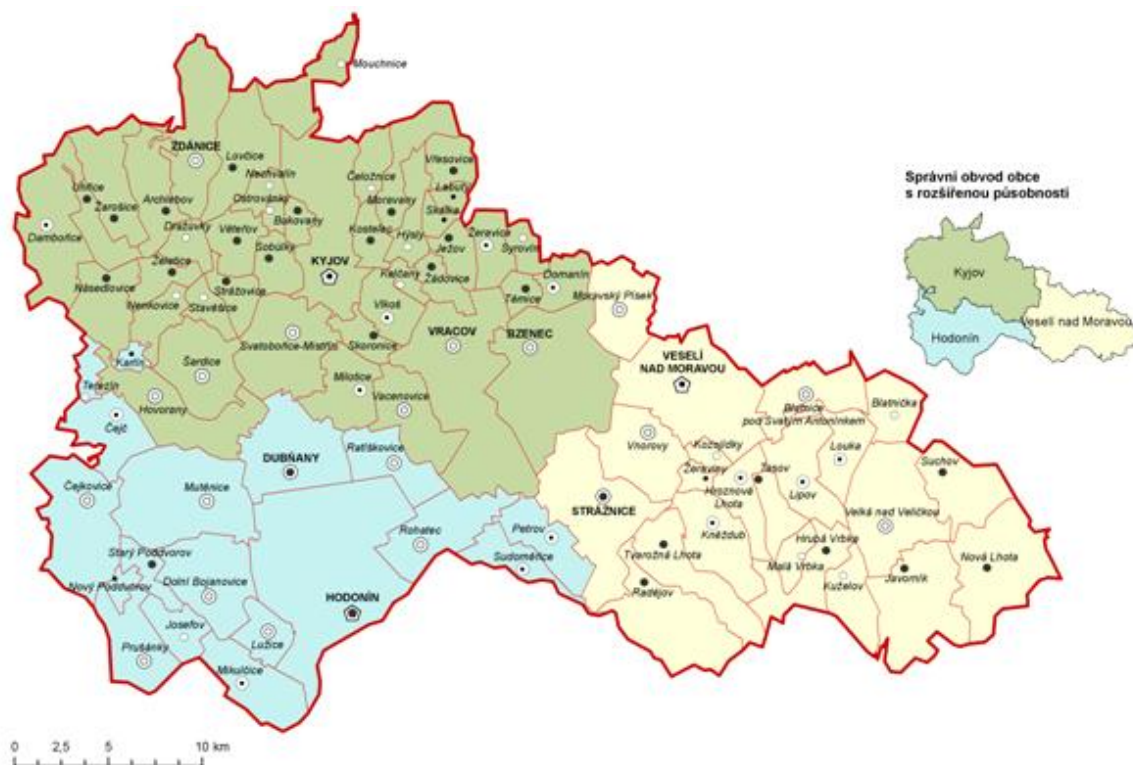 Mouchnice
ŽDÁNICE
Lovčice
Nechvalín
Čeložnice
Vřesovice
Labuty
Skalka
Uhřice
Žarošice
Archlebov
Ostrovánky
Bukovany
Moravany
Dambořice
Dražůvky
Věteřov
Sobůlky
Kostelec
Hýsly
Ježov
Žeravice
Syrovín
Želetice
KYJOV
Kelčany
Žádovice
Domanín
Násedlovice
Nenkovice
Stavěšice
Strážovice
Vlkoš
Těmice
Moravský Písek
Svatobořice-Mistřín
Skoronice
VRACOV
BZENEC
Karlín
Šardice
Terezín
Hovorany
Milotice
Vacenovice
Čejč
VESELÍ
NAD MORAVOU
Blatnice
pod Svatým Antonínkem
Blatnička
DUBŇANY
Ratíškovice
Vnorovy
Kozojídky
Louka
Suchov
Čejkovice
Mutěnice
Žeraviny
Hroznová
Lhota
Tasov
Lipov
STRÁŽNICE
Velká nad Veličkou
Rohatec
Petrov
Kněždub
Starý Poddvorov
Sudoměřice
Tvarožná Lhota
Hrubá Vrbka
Malá Vrbka
Nová Lhota
Nový Poddvorov
Dolní Bojanovice
HODONÍN
Radějov
Kuželov
Javorník
Josefov
Lužice
Prušánky
Mikulčice
Správní obvod obce
s rozšířenou působností
Kyjov
Veselí nad Moravou
Hodonín
0 2,5 5 10 km